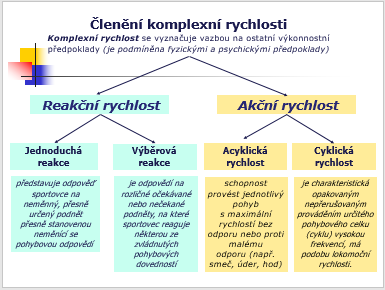 Členění komplexní rychlosti
Komplexní rychlost se vyznačuje vazbou na ostatní výkonnostní
předpoklady (je podmíněna fyzickými a psychickými předpoklady)
Reakční rychlost
Akční rychlost
Jednoduchá
reakce
Výběrová
reakce
Acyklická
rychlost
Cyklická
rychlost
představuje odpověď
sportovce na
neměnný, přesně
určený podnět
přesně stanovenou
neměnící se
pohybovou odpovědí
je odpovědí na
rozličné očekávané
nebo nečekané
podněty, na které
sportovec reaguje
některou ze
zvládnutých
pohybových
dovedností
schopnost
provést jednotlivý
pohyb
s maximální
rychlostí bez
odporu nebo proti
malému
odporu (např.
smeč, úder, hod)
je charakteristická
opakovaným
nepřerušovaným
prováděním určitého
pohybového celku
(cyklu) vysokou
frekvencí, má
podobu lokomoční
rychlosti.